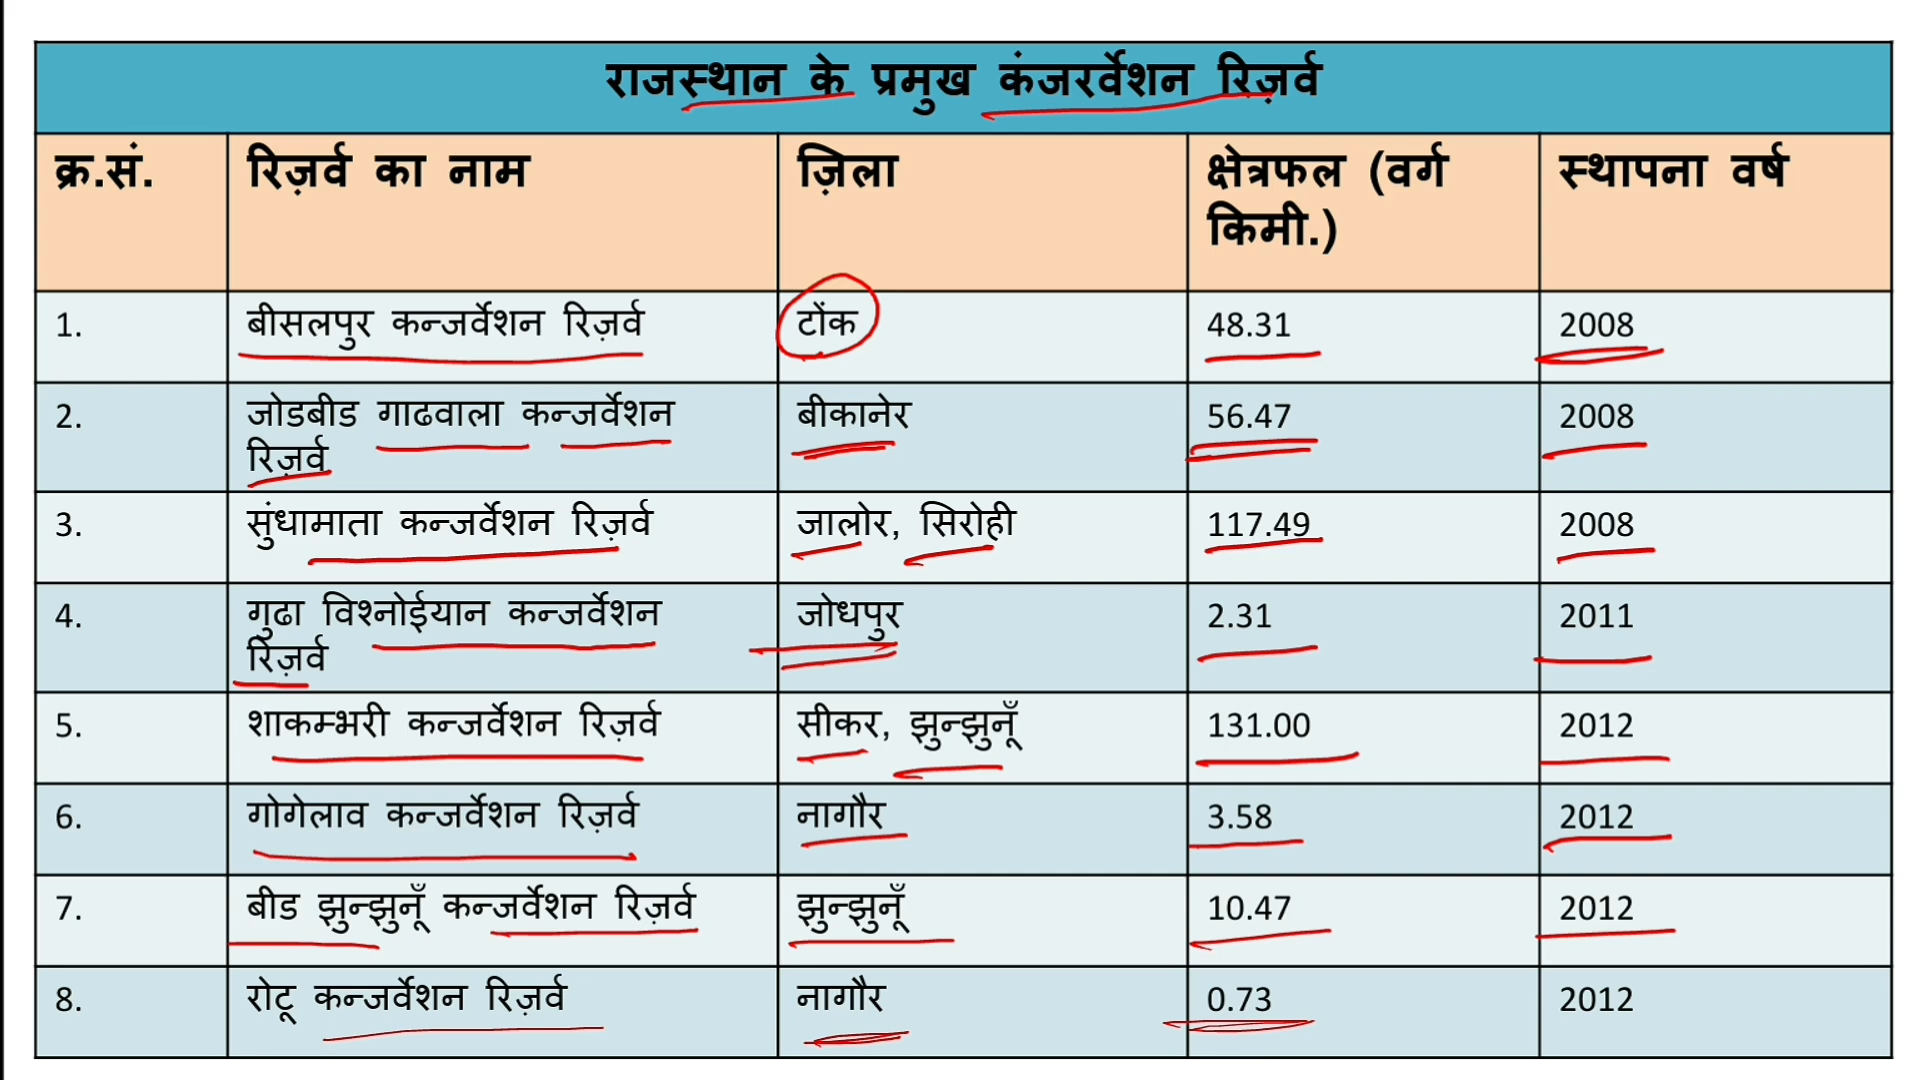 राजस्थान के प्रमुख कंजरर्वेशन रिज़र्व
क्र.सं. रिज़र्व का नाम ज़िला क्षेत्रफल (वर्ग किमी.) स्थापना वर्ष
1. बीसलपुर कन्जर्वेशन रिज़र्व टोंक 48.31 2008
2. जोडबीड गाढवाला कन्जर्वेशन रिज़र्व बीकानेर 56.47 2008
3. सुंधामाता कन्जर्वेशन रिज़र्व जालोर, सिरोही 117.49 2008
4. गुढा विश्नोईयान कन्जर्वेशन रिज़र्व जोधपुर 2.31 2011
5. शाकम्भरी कन्जर्वेशन रिज़र्व सीकर, झुन्झुनूँ 131.00 2012
6. गोगेलाव कन्जर्वेशन रिज़र्व नागौर 3.58 2012
7. बीड झुन्झुनूँ कन्जर्वेशन रिज़र्व झुन्झुनूँ 10.47 2012
8. रोटू कन्जर्वेशन रिज़र्व नागौर 0.73 2012